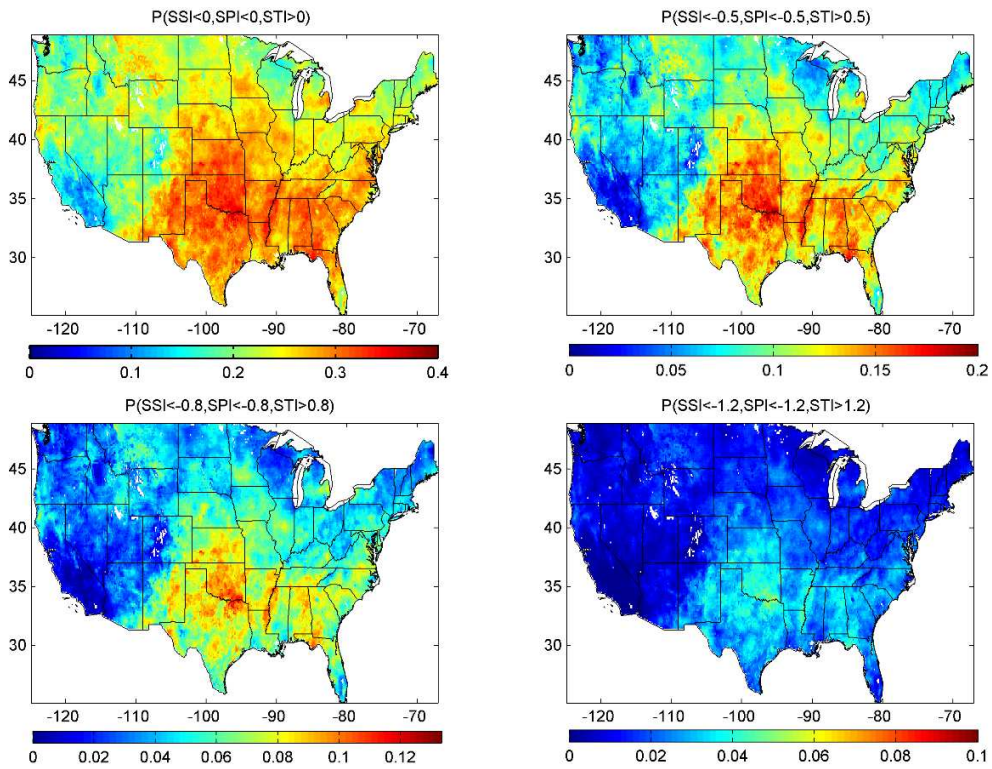 P(SSI<0,SPI<0,STI>0)
45
40
35
30
-120 -110 -100 -90 -80 -70
0 0.1 0.2 0.3 0.4
P(SSI<-0.5,SPI<-0.5,STI>0.5)
45
40
35
30
-120 -110 -100 -90 -80 -70
0 0.05 0.1 0.15 0.2
P(SSI<-0.8,SPI<-0.8,STI>0.8)
45
40
35
30
-120 -110 -100 -90 -80 -70
0 0.02 0.04 0.06 0.08 0.1 0.12
P(SSI<-1.2,SPI<-1.2,STI>1.2)
45
40
35
30
-120 -110 -100 -90 -80 -70
0 0.02 0.04 0.06 0.08 0.1